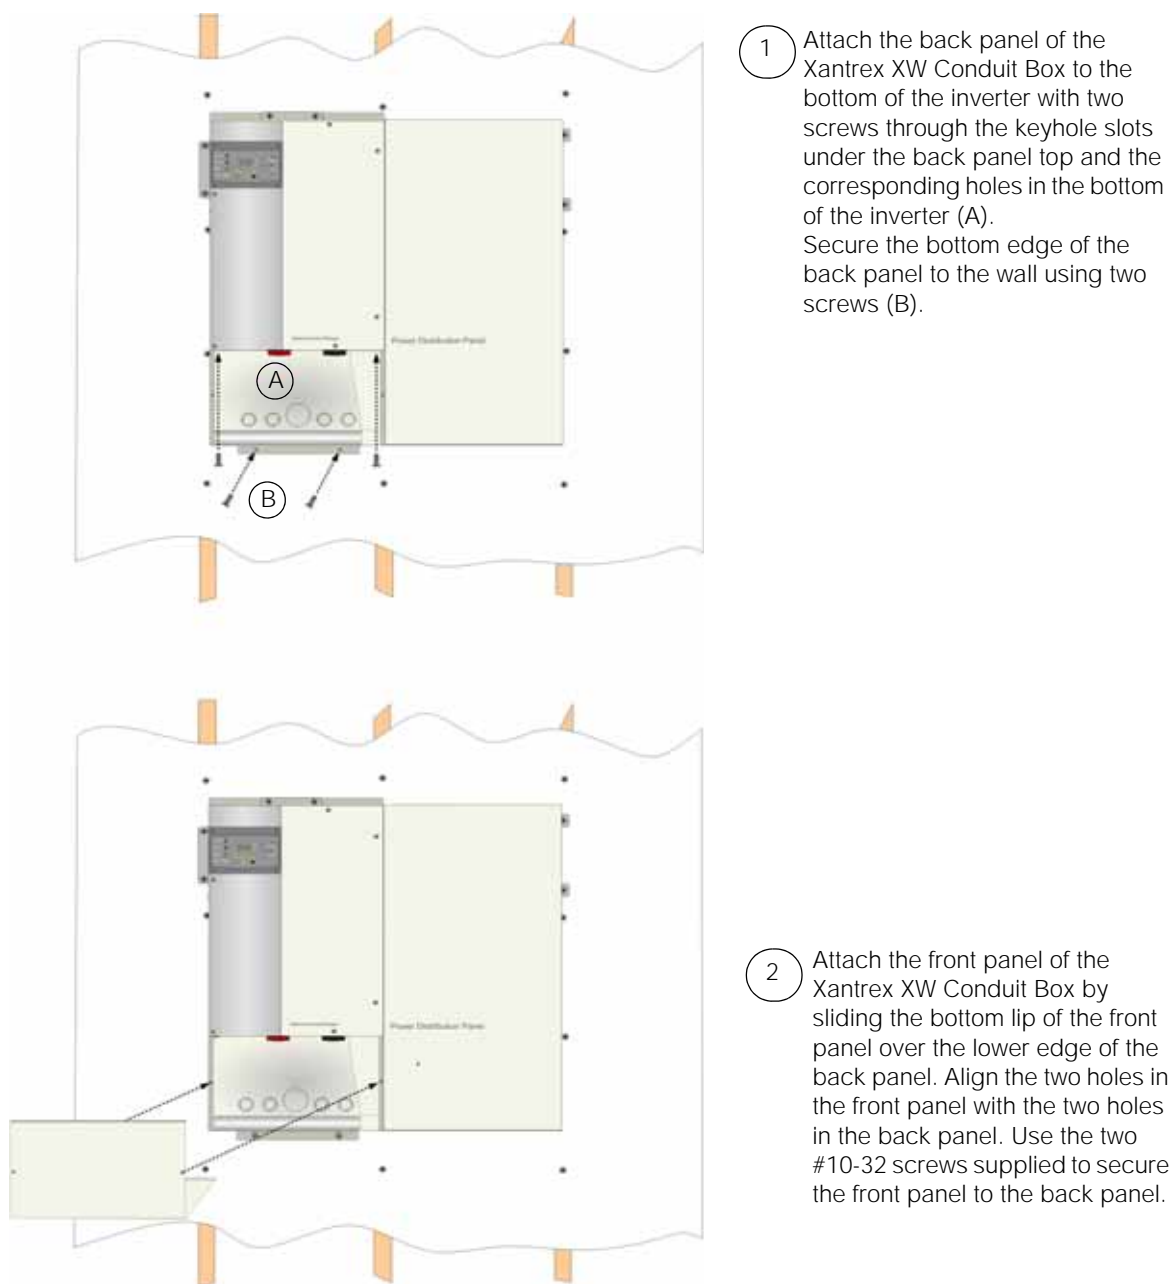 1
Attach the back panel of the
Xantrex XW Conduit Box to the
bottom of the inverter with two
screws through the keyhole slots
under the back panel top and the
corresponding holes in the bottom
of the inverter (A).
Secure the bottom edge of the
back panel to the wall using two
screws (B).
Power Distribution Panel
A
B
2
Attach the front panel of the
Xantrex XW Conduit Box by
sliding the bottom lip of the front
panel over the lower edge of the
back panel. Align the two holes in
the front panel with the two holes
in the back panel. Use the two
#10-32 screws supplied to secure
the front panel to the back panel.
Power Distribution Panel